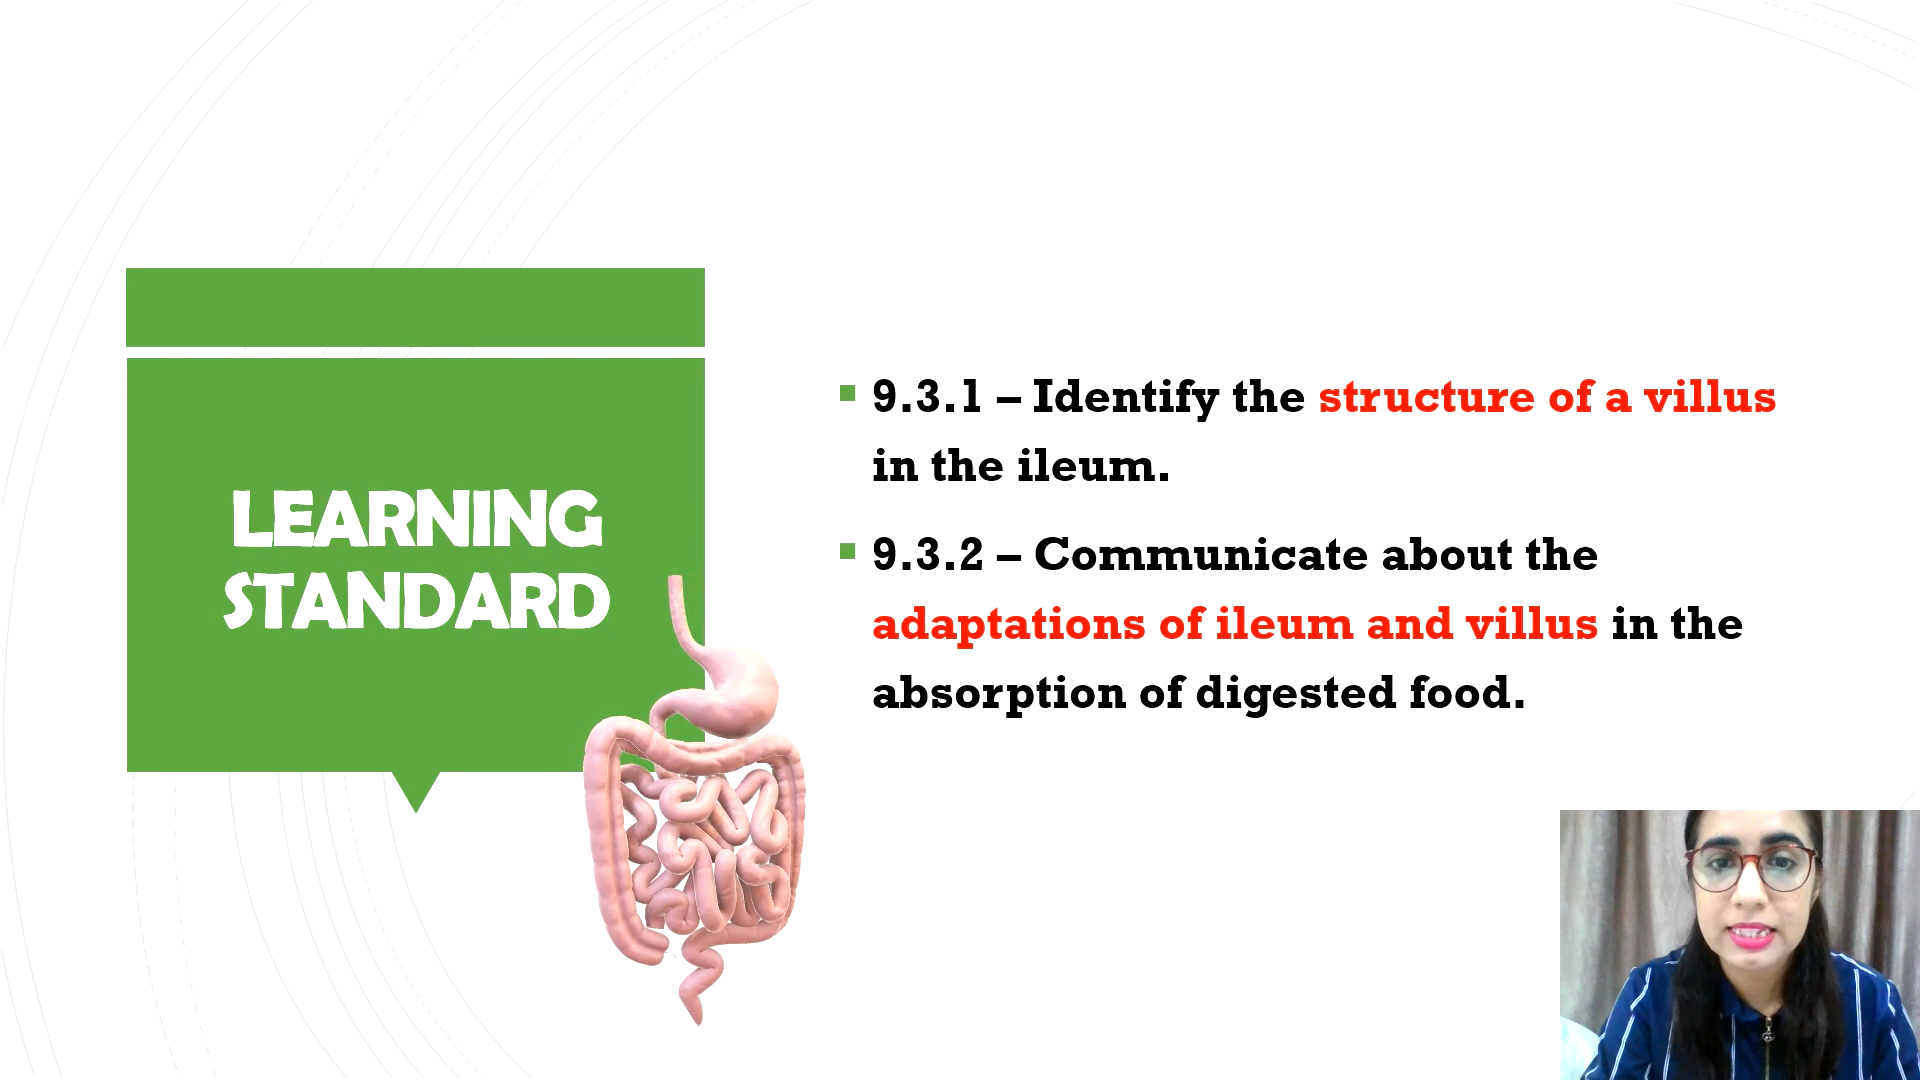 LEARNING
STANDARD
9.3.1 – Identify the structure of a villus
in the ileum.
9.3.2 – Communicate about the
adaptations of ileum and villus in the
absorption of digested food.